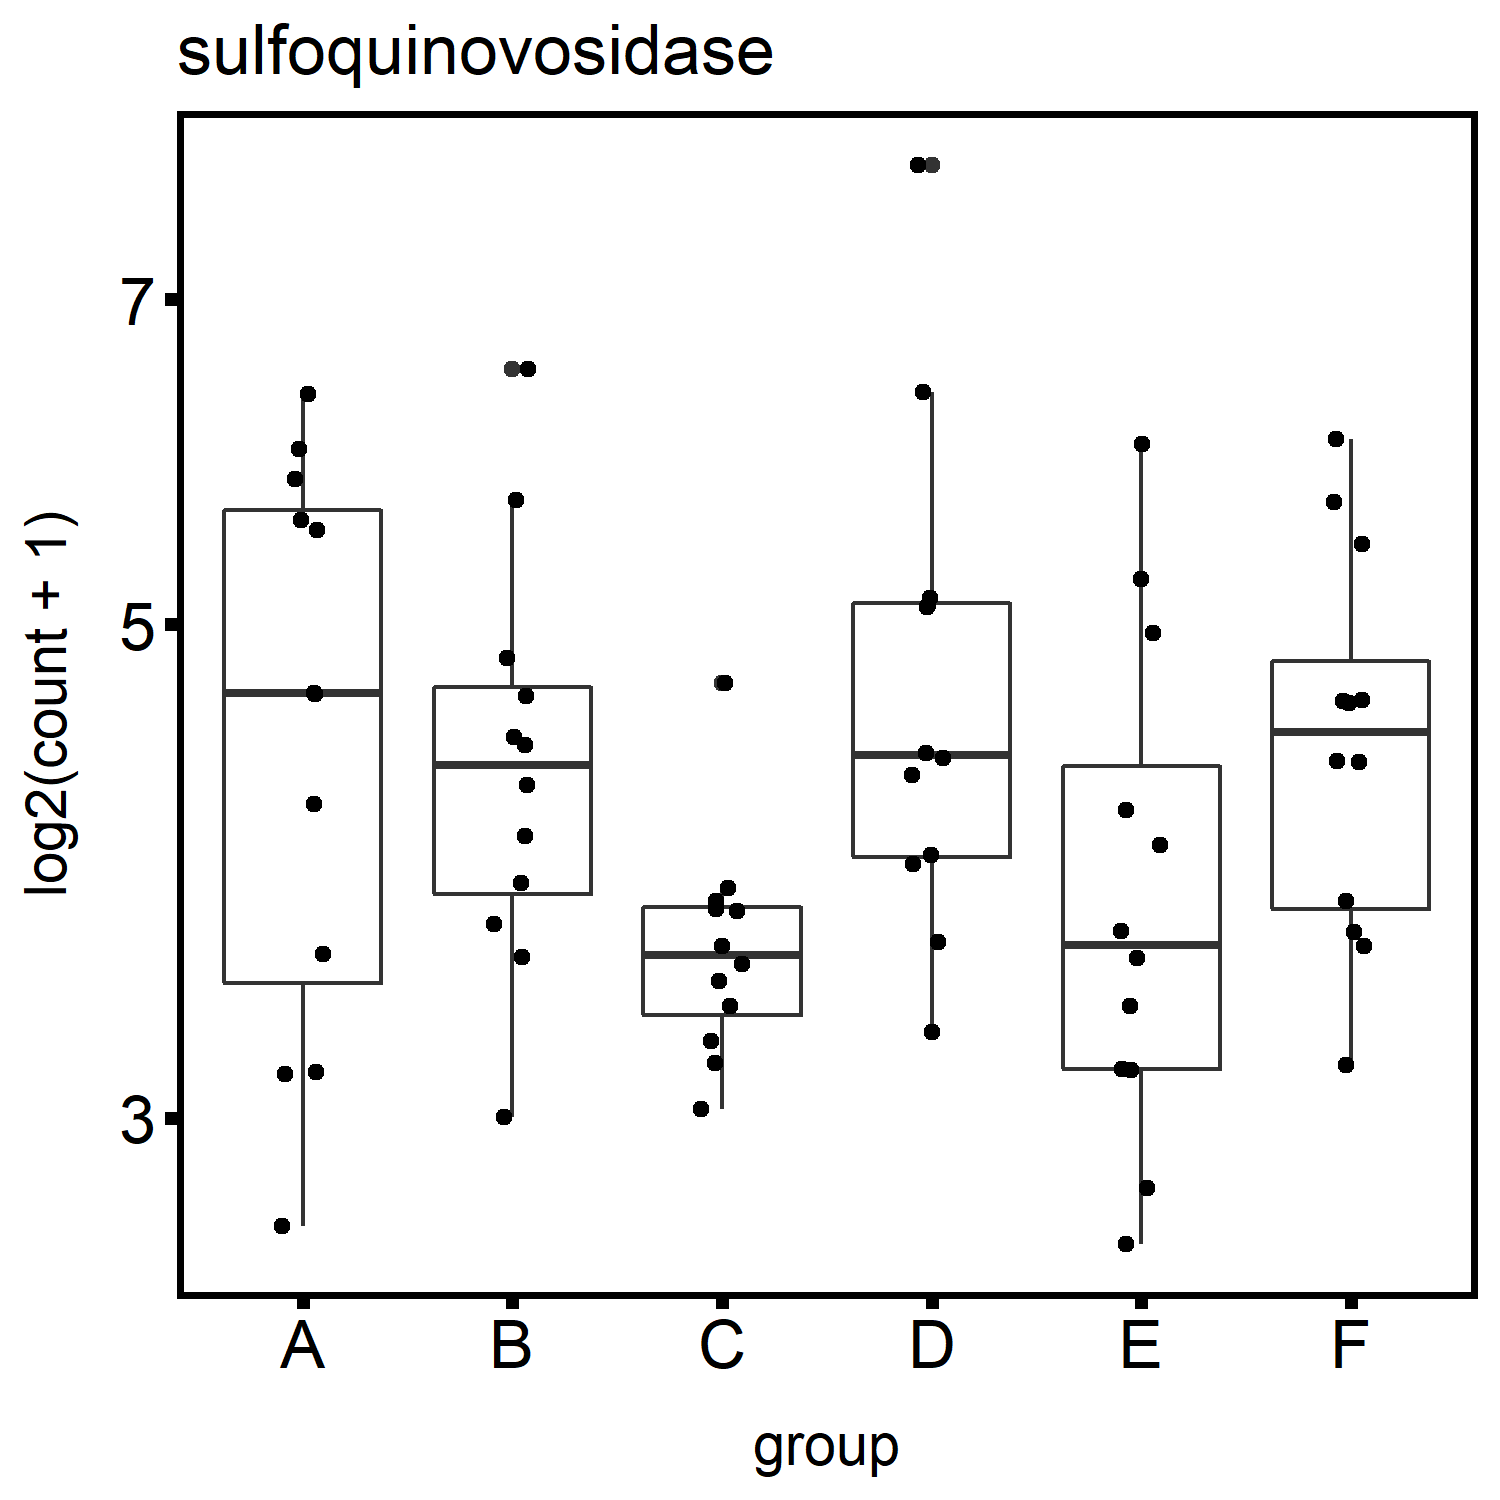 sulfoquinovosidase
log2(count + 1)
7
5
3
A B C D E F
group